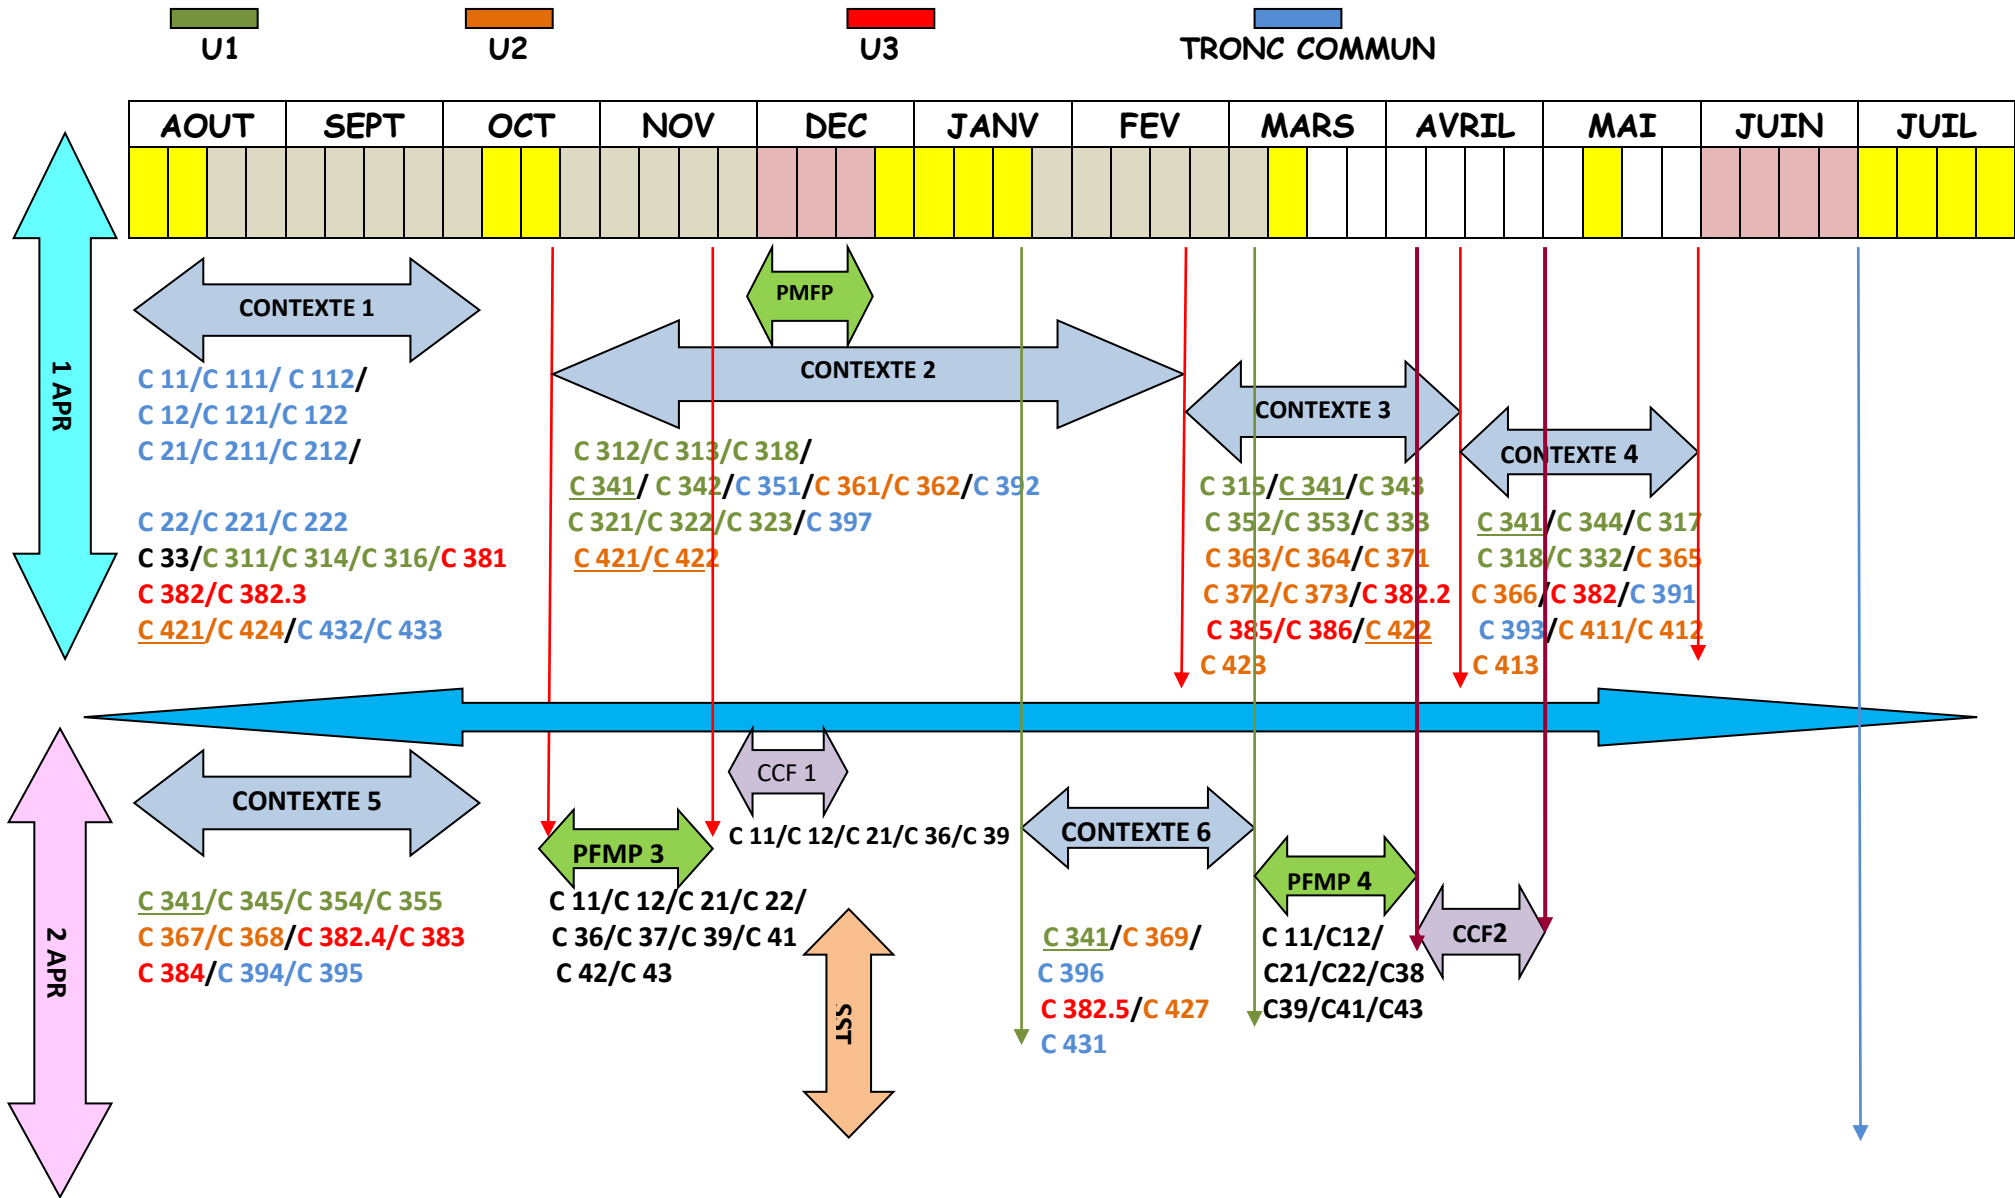 U1 U2 U3 TRONC COMMUN
AOUT SEPT OCT NOV DEC JANV FEV MARS AVRIL MAI JUIN JUIL
1 APR
CONTEXTE 1
C 11/C 111/ C 112/
C 12/C 121/C 122
C 21/C 211/C 212/
C 22/C 221/C 222
C 33/C 311/C 314/C 316/C 381
C 382/C 382.3
C 421/C 424/C 432/C 433
PMFP
CONTEXTE 2
C 312/C 313/C 318/
C 341/ C 342/C 351/C 361/C 362/C 392
C 321/C 322/C 323/C 397
C 421/C 422
CONTEXTE 3
C 315/C 341/C 343
C 352/C 353/C 333
C 363/C 364/C 371
C 372/C 373/C 382.2
C 385/C 386/C 422
C 423
CONTEXTE 4
C 341/C 344/C 317
C 318/C 332/C 365
C 366/C 382/C 391
C 393/C 411/C 412
C 413
2 APR
CONTEXTE 5
C 341/C 345/C 354/C 355
C 367/C 368/C 382.4/C 383
C 384/C 394/C 395
PFMP 3
C 11/C 12/C 21/C 22/
C 36/C 37/C 39/C 41
C 42/C 43
CCF 1
C 11/C 12/C 21/C 36/C 39
SST
CONTEXTE 6
C 341/C 369/
C 396
C 382.5/C 427
C 431
PFMP 4
C 11/C12/
C21/C22/C38
C39/C41/C43
CCF2